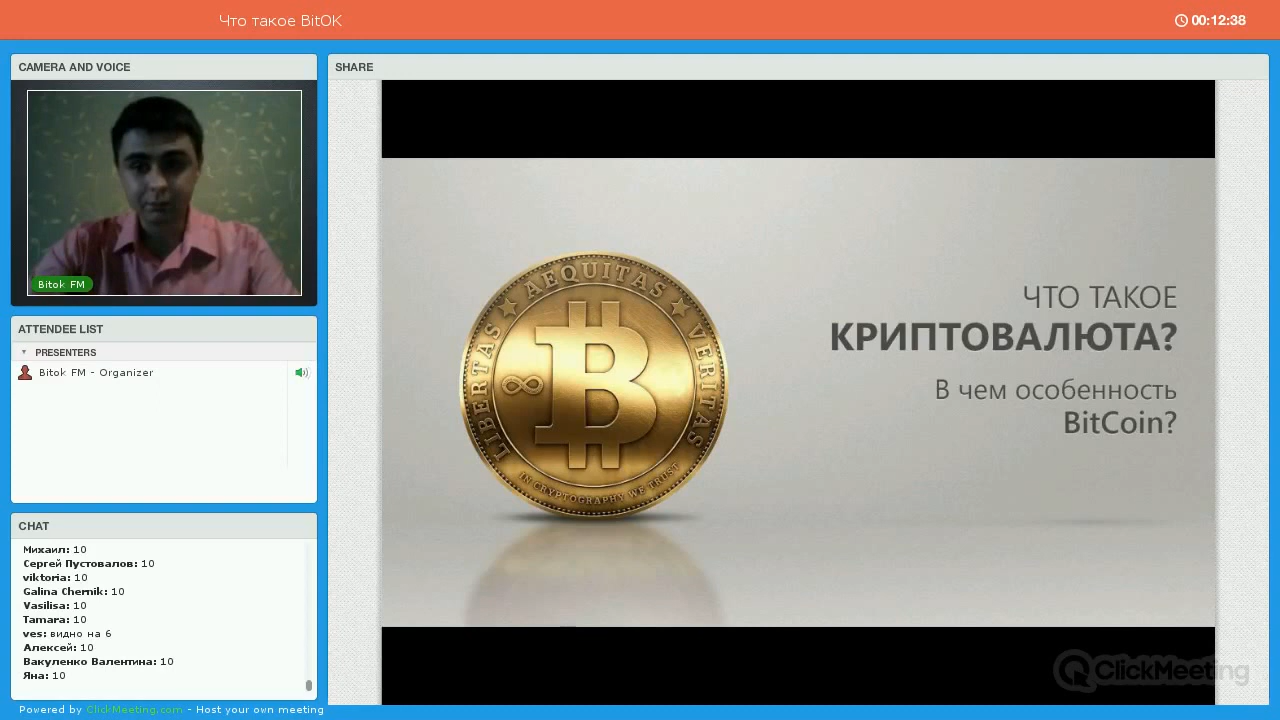 Что такое BitOK
00:12:38
CAMERA AND VOICE
Bitok FM
ATTENDEE LIST
PRESENTERS
Bitok FM - Organizer
CHAT
Михаил: 10
Сергей Пустовалов: 10
viktoria: 10
Galina Chernik: 10
Vasilisa: 10
Tamara: 10
ves: видно на 6
Алексей: 10
Вакуленко Валентина: 10
Яна: 10
Powered by ClickMeeting.com - Host your own meeting
SHARE
LIBERTAS ★ AEQUITAS ★ VERITAS
IN CRYPTOGRAPHY WE TRUST
ЧТО ТАКОЕ
КРИПТОВАЛЮТА?
В чем особенность
BitCoin?
ClickMeeting